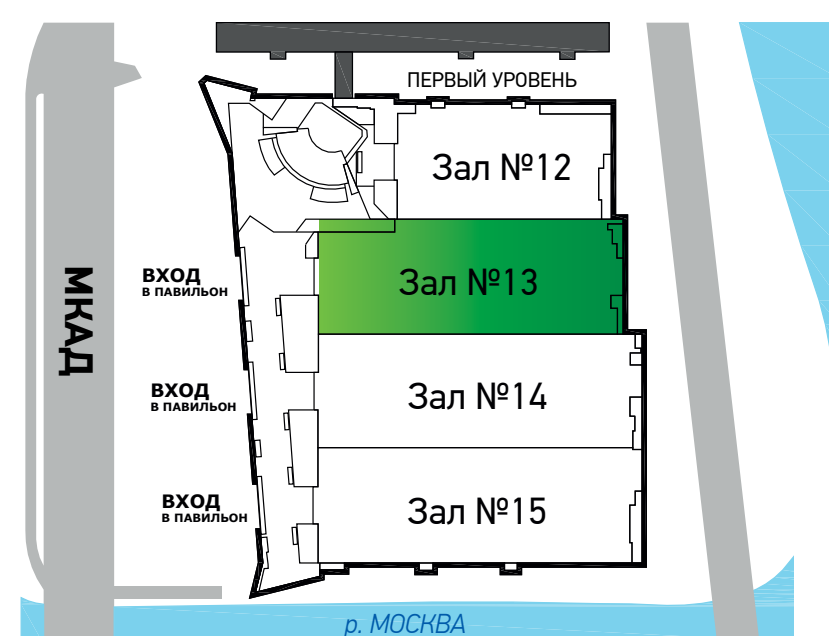 ПЕРВЫЙ УРОВЕНЬ
Зал №12
ВХОД
В ПАВИЛЬОН
Зал №13
МКАД
ВХОД
В ПАВИЛЬОН
Зал №14
ВХОД
В ПАВИЛЬОН
Зал №15
р. МОСКВА